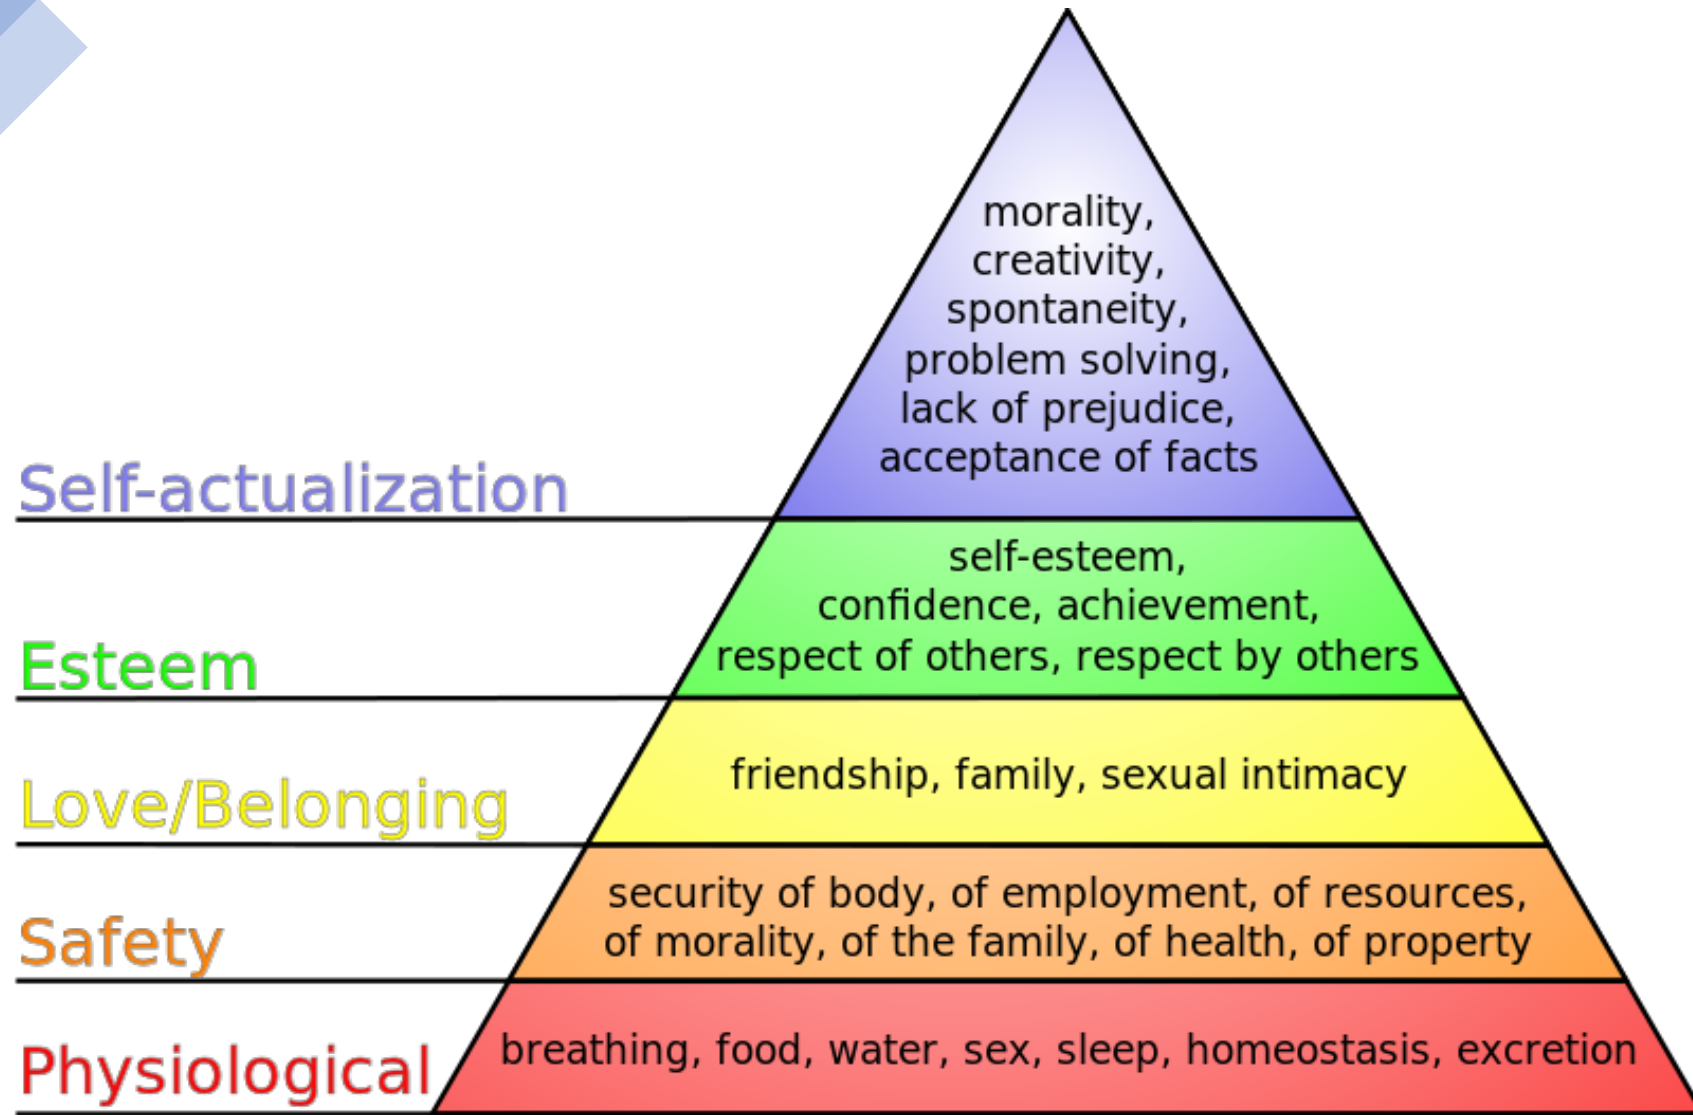 morality,
creativity,
spontaneity,
problem solving,
lack of prejudice,
acceptance of facts
Self-actualization
self-esteem,
confidence, achievement,
respect of others, respect by others
Esteem
friendship, family, sexual intimacy
Love/Belonging
security of body, of employment, of resources,
of morality, of the family, of health, of property
Safety
breathing, food, water, sex, sleep, homeostasis, excretion
Physiological